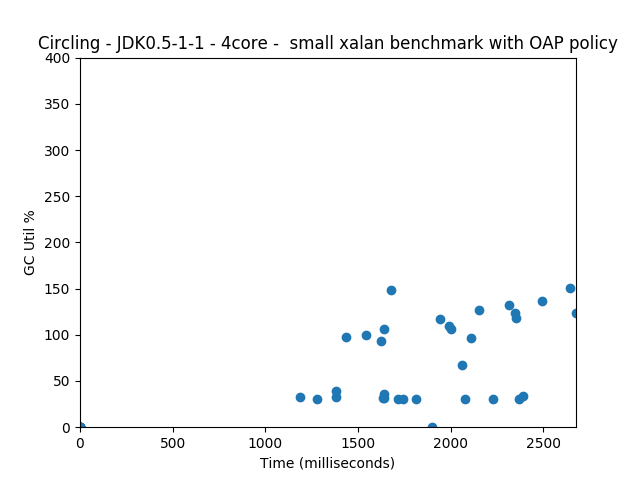 Circling - JDK0.5-1-1 - 4core -  small xalan benchmark with OAP policy
400
350
300
250
200
150
100
50
0
GC Util %
0 500 1000 1500 2000 2500
Time (milliseconds)